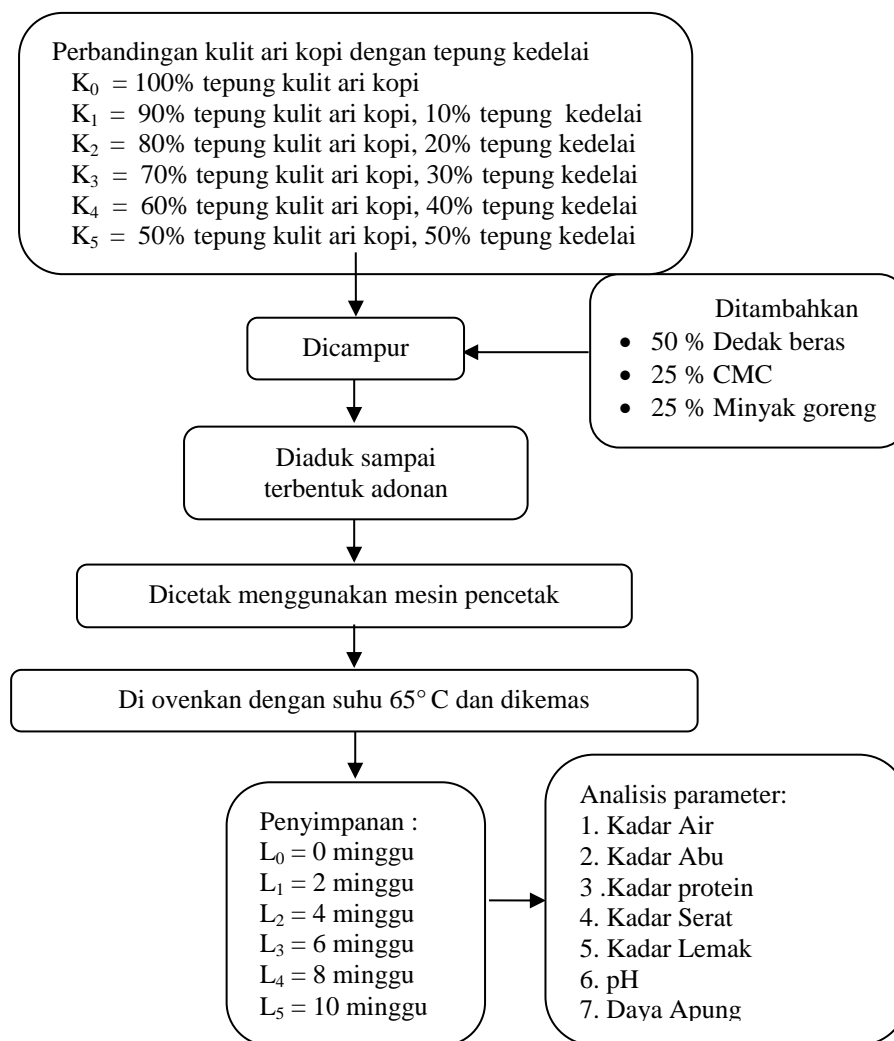 Perbandingan kulit ari kopi dengan tepung kedelai
K₀ = 100% tepung kulit ari kopi
K₁ = 90% tepung kulit ari kopi, 10% tepung kedelai
K₂ = 80% tepung kulit ari kopi, 20% tepung kedelai
K₃ = 70% tepung kulit ari kopi, 30% tepung kedelai
K₄ = 60% tepung kulit ari kopi, 40% tepung kedelai
K₅ = 50% tepung kulit ari kopi, 50% tepung kedelai
Ditambahkan
• 50 % Dedak beras
• 25 % CMC
• 25 % Minyak goreng
Dicampur
Diaduk sampai
terbentuk adonan
Dicetak menggunakan mesin pencetak
Di ovenkan dengan suhu 65° C dan dikemas
Penyimpanan :
L₀ = 0 minggu
L₁ = 2 minggu
L₂ = 4 minggu
L₃ = 6 minggu
L₄ = 8 minggu
L₅ = 10 minggu
Analisis parameter:
1. Kadar Air
2. Kadar Abu
3 .Kadar protein
4. Kadar Serat
5. Kadar Lemak
6. pH
7. Daya Apung